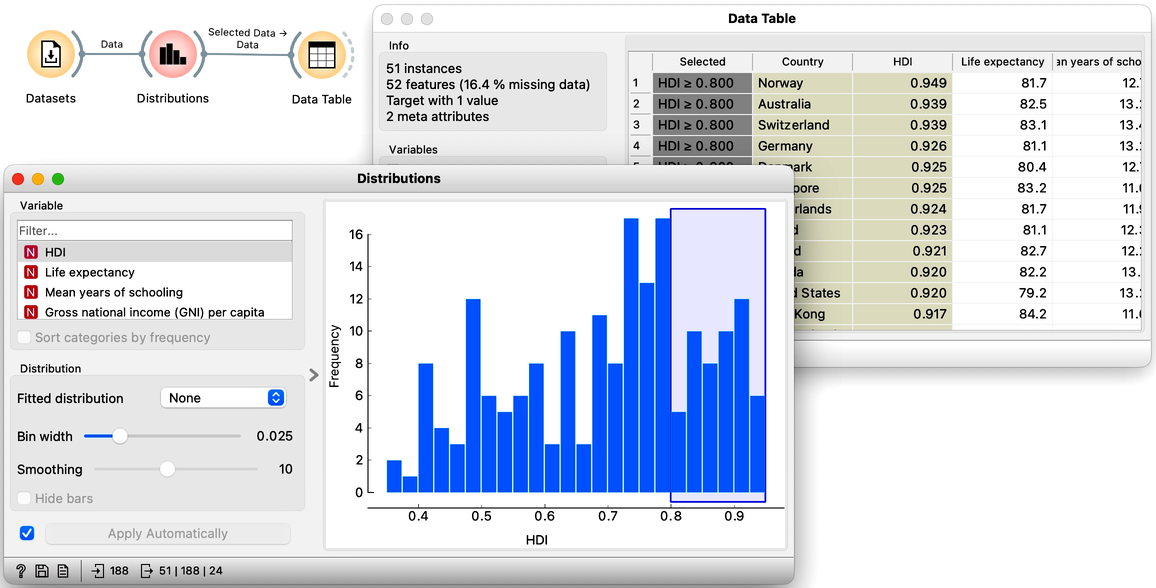 Data
Selected Data →
Data
Datasets
Distributions
Data Table
Data Table
Info
51 instances
52 features (16.4 % missing data)
Target with 1 value
2 meta attributes
Variables
Selected Country HDI Life expectancy an years of scho
1 HDI ≥ 0.800 Norway 0.949 81.7 12.
2 HDI ≥ 0.800 Australia 0.939 82.5 13.
3 HDI ≥ 0.800 Switzerland 0.939 83.1 13.
4 HDI ≥ 0.800 Germany 0.926 81.1 13.
ark 0.925 80.4 12.
pore 0.925 83.2 11.
rlands 0.924 81.7 11.
d 0.923 81.1 12.
d 0.921 82.7 12.
la 0.920 82.2 13.
d States 0.920 79.2 13.
Kong 0.917 84.2 11.
Distributions
Variable
Filter...
N HDI
N Life expectancy
N Mean years of schooling
N Gross national income (GNI) per capita
Sort categories by frequency
Distribution
Fitted distribution None
Bin width 0.025
Smoothing 10
Hide bars
Apply Automatically
? 188 51 | 188 | 24
Frequency
16
14
12
10
8
6
4
2
0
0.4 0.5 0.6 0.7 0.8 0.9
HDI